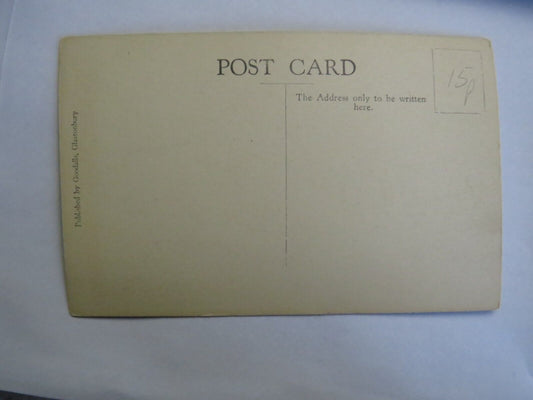 POST CARD
The Address only to be written
here.
15p
Published by Goodalls, Glastonbury